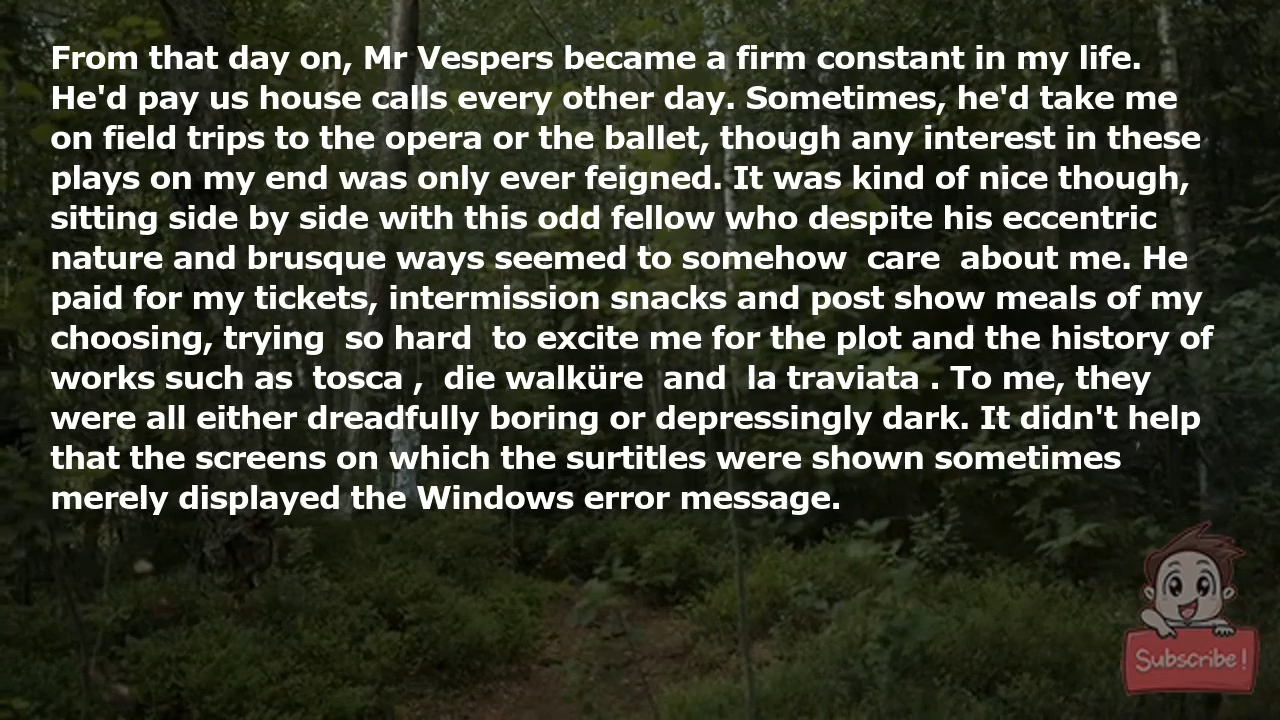 From that day on, Mr Vespers became a firm constant in my life.
He'd pay us house calls every other day. Sometimes, he'd take me
on field trips to the opera or the ballet, though any interest in these
plays on my end was only ever feigned. It was kind of nice though,
sitting side by side with this odd fellow who despite his eccentric
nature and brusque ways seemed to somehow  care  about me. He
paid for my tickets, intermission snacks and post show meals of my
choosing, trying  so hard  to excite me for the plot and the history of
works such as  tosca ,  die walküre  and  la traviata . To me, they
were all either dreadfully boring or depressingly dark. It didn't help
that the screens on which the surtitles were shown sometimes
merely displayed the Windows error message.
Subscribe!